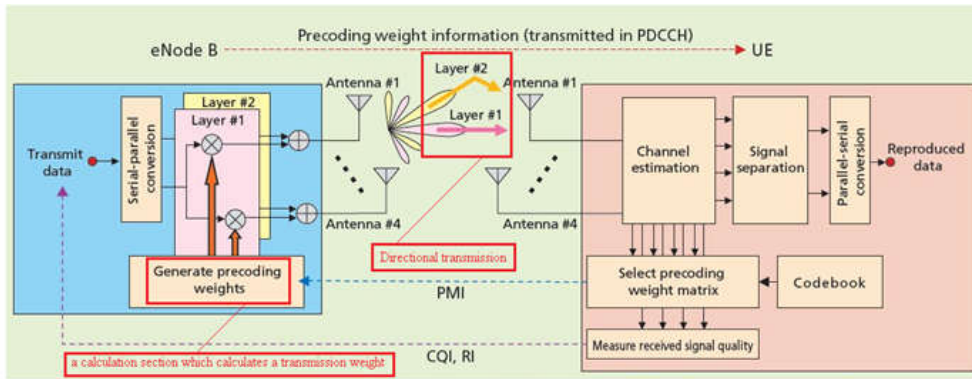 Precoding weight information (transmitted in PDCCH)
eNode B
UE
Layer #2
Antenna #1
Antenna #1
Layer #1
Layer #2
Layer #1
Transmit
data
Serial-parallel
conversion
Channel
estimation
Signal
separation
Parallel-serial
conversion
Reproduced
data
Antenna #4
Antenna #4
Directional transmission
Generate precoding
weights
PMI
Select precoding
weight matrix
Codebook
Measure received signal quality
CQI, RI
a calculation section which calculates a transmission weight